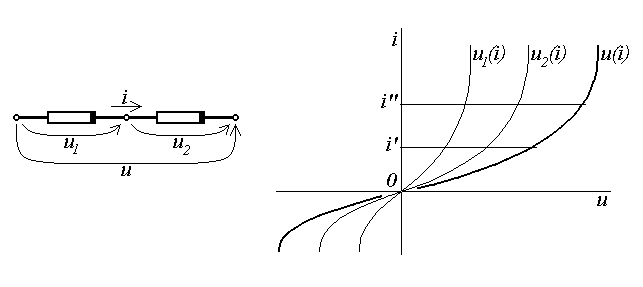 i
u₁
u₂
u
i
u₁(i)
u₂(i)
u(i)
i"
i'
0
u